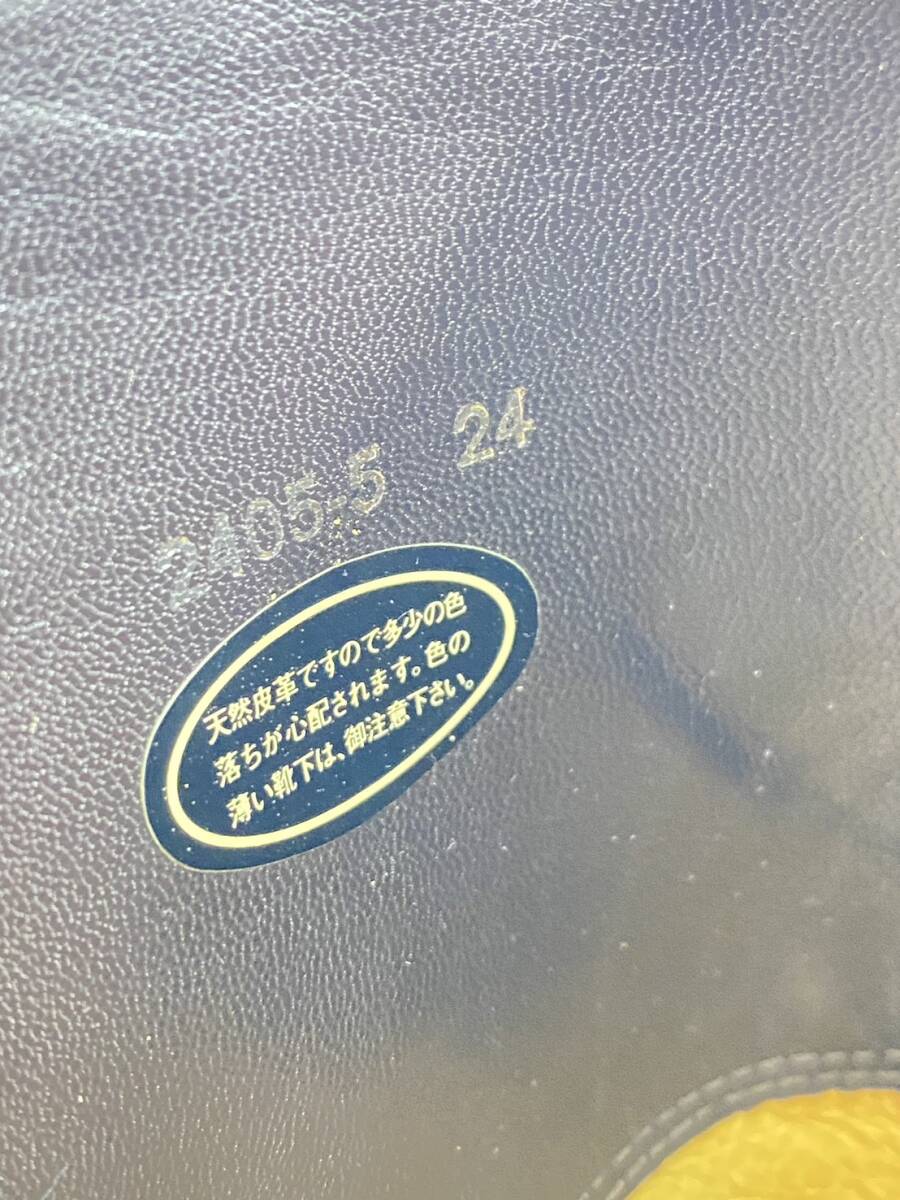 2405-5 24
天然皮革ですので多少の色
落ちが心配されます。色の
薄い靴下は、御注意下さい。